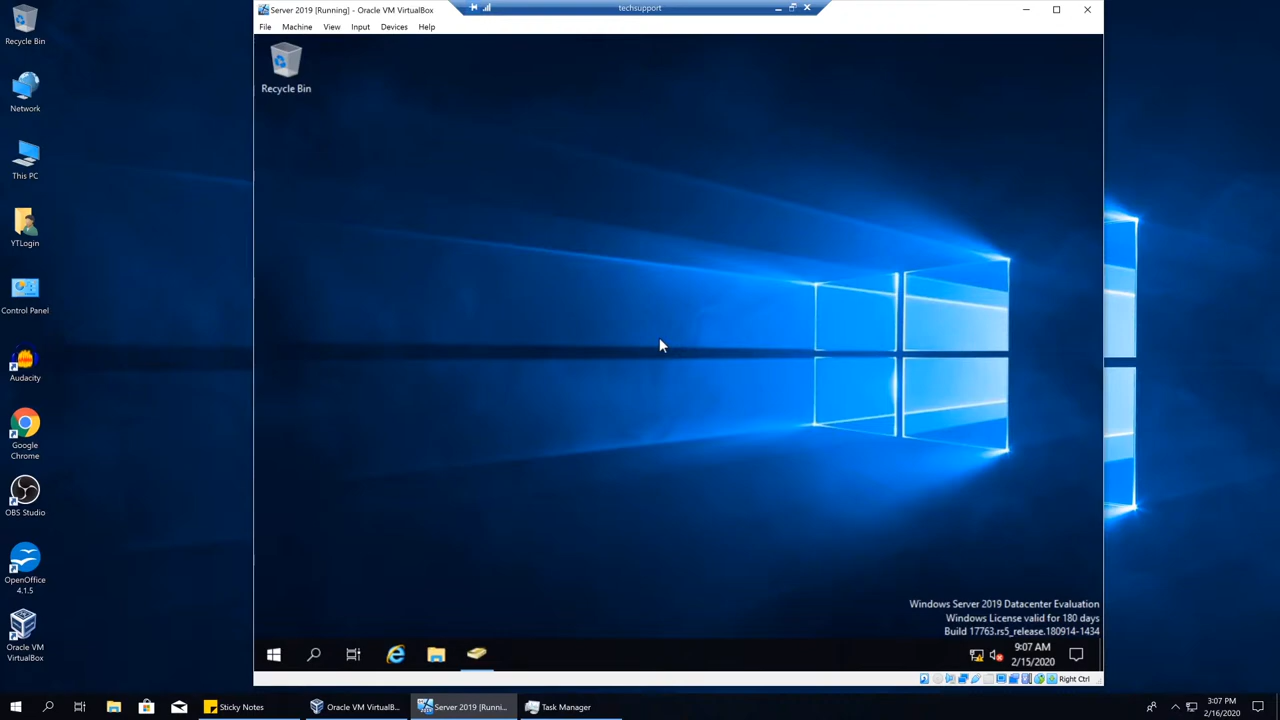 Server 2019 [Running] - Oracle VM VirtualBox
techsupport
File Machine View Input Devices Help
Recycle Bin
Network
This PC
YTLogin
Control Panel
Audacity
Google
Chrome
OBS Studio
OpenOffice
4.1.5
Oracle VM
VirtualBox
Recycle Bin
Windows Server 2019 Datacenter Evaluation
Windows License valid for 180 days
Build 17763.rs5_release.180914-1434
9:07 AM
2/15/2020
Right Ctrl
Sticky Notes
Oracle VM VirtualB...
Server 2019 [Runni...
Task Manager
3:07 PM
2/16/2020